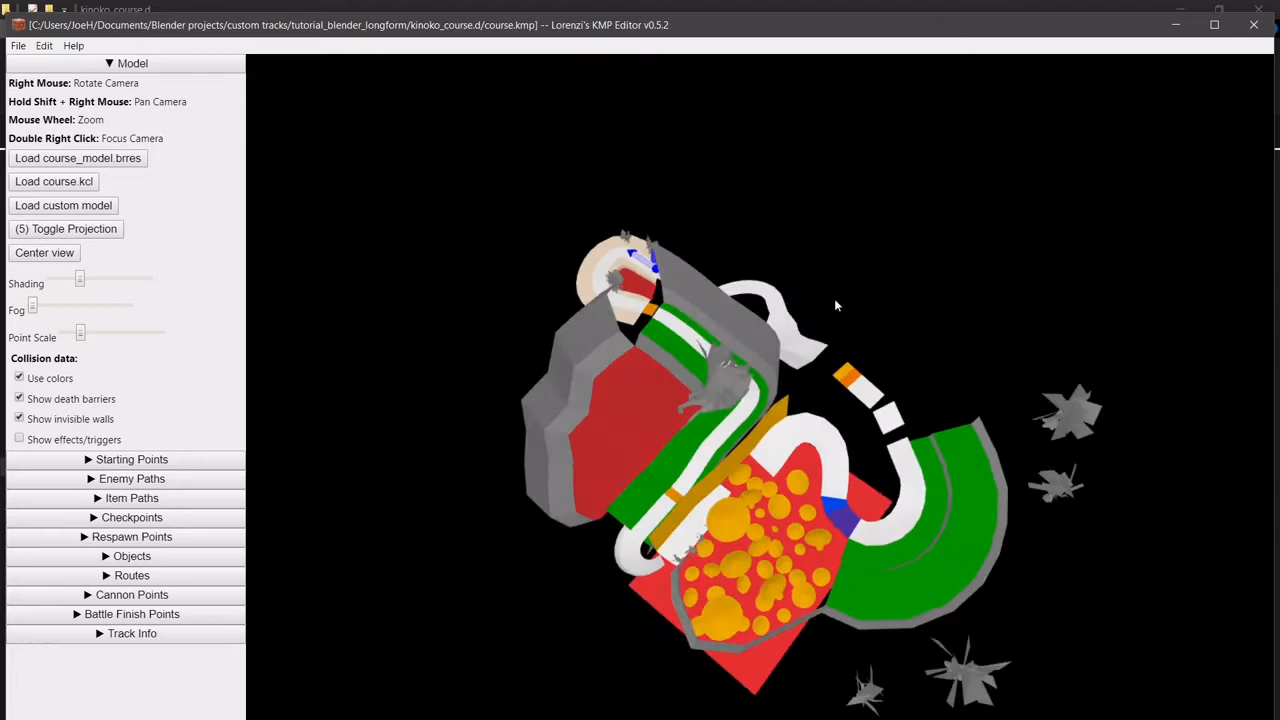 kinoko_course.d
[C:/Users/JoeH/Documents/Blender projects/custom tracks/tutorial_blender_longform/kinoko_course.d/course.kmp] -- Lorenzi's KMP Editor v0.5.2
File Edit Help
▼ Model
Right Mouse: Rotate Camera
Hold Shift + Right Mouse: Pan Camera
Mouse Wheel: Zoom
Double Right Click: Focus Camera
Load course_model.brres
Load course.kcl
Load custom model
(5) Toggle Projection
Center view
Shading
Fog
Point Scale
Collision data:
Use colors
Show death barriers
Show invisible walls
Show effects/triggers
▶ Starting Points
▶ Enemy Paths
▶ Item Paths
▶ Checkpoints
▶ Respawn Points
▶ Objects
▶ Routes
▶ Cannon Points
▶ Battle Finish Points
▶ Track Info